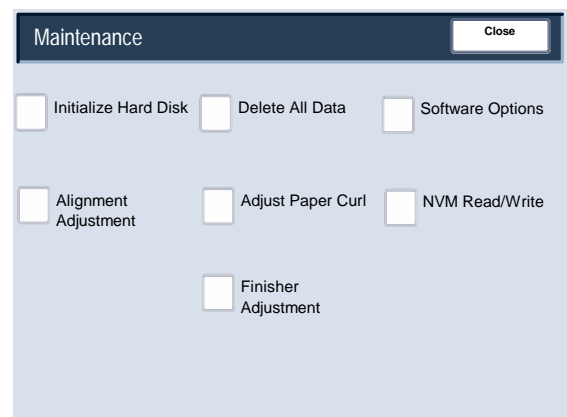 Maintenance
Close
Initialize Hard Disk
Delete All Data
Software Options
Alignment
Adjustment
Adjust Paper Curl
NVM Read/Write
Finisher
Adjustment